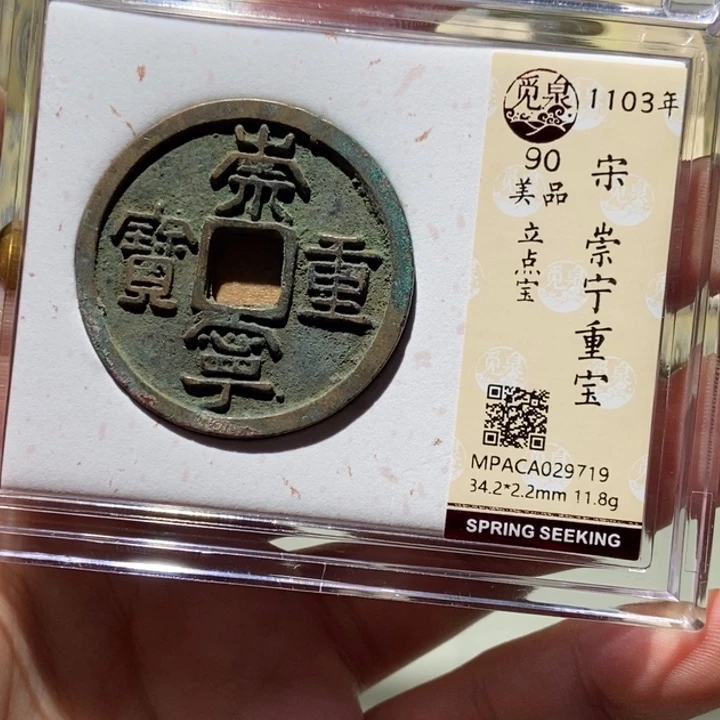 崇寧重寶
觅泉
1103年
90
美品
立点宝
宋
崇宁重宝
MPACA029719
34.2*2.2mm 11.8g
SPRING SEEKING